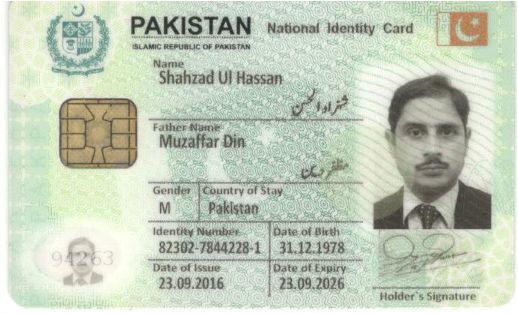 PAKISTAN National Identity Card
ISLAMIC REPUBLIC OF PAKISTAN
Name
Shahzad Ul Hassan
شہزاد الحسن
Father Name
Muzaffar Din
مظفر دین
Gender Country of Stay
M Pakistan
Identity Number Date of Birth
82302-7844228-1 31.12.1978
Date of Issue Date of Expiry
23.09.2016 23.09.2026
94263
Holder's Signature